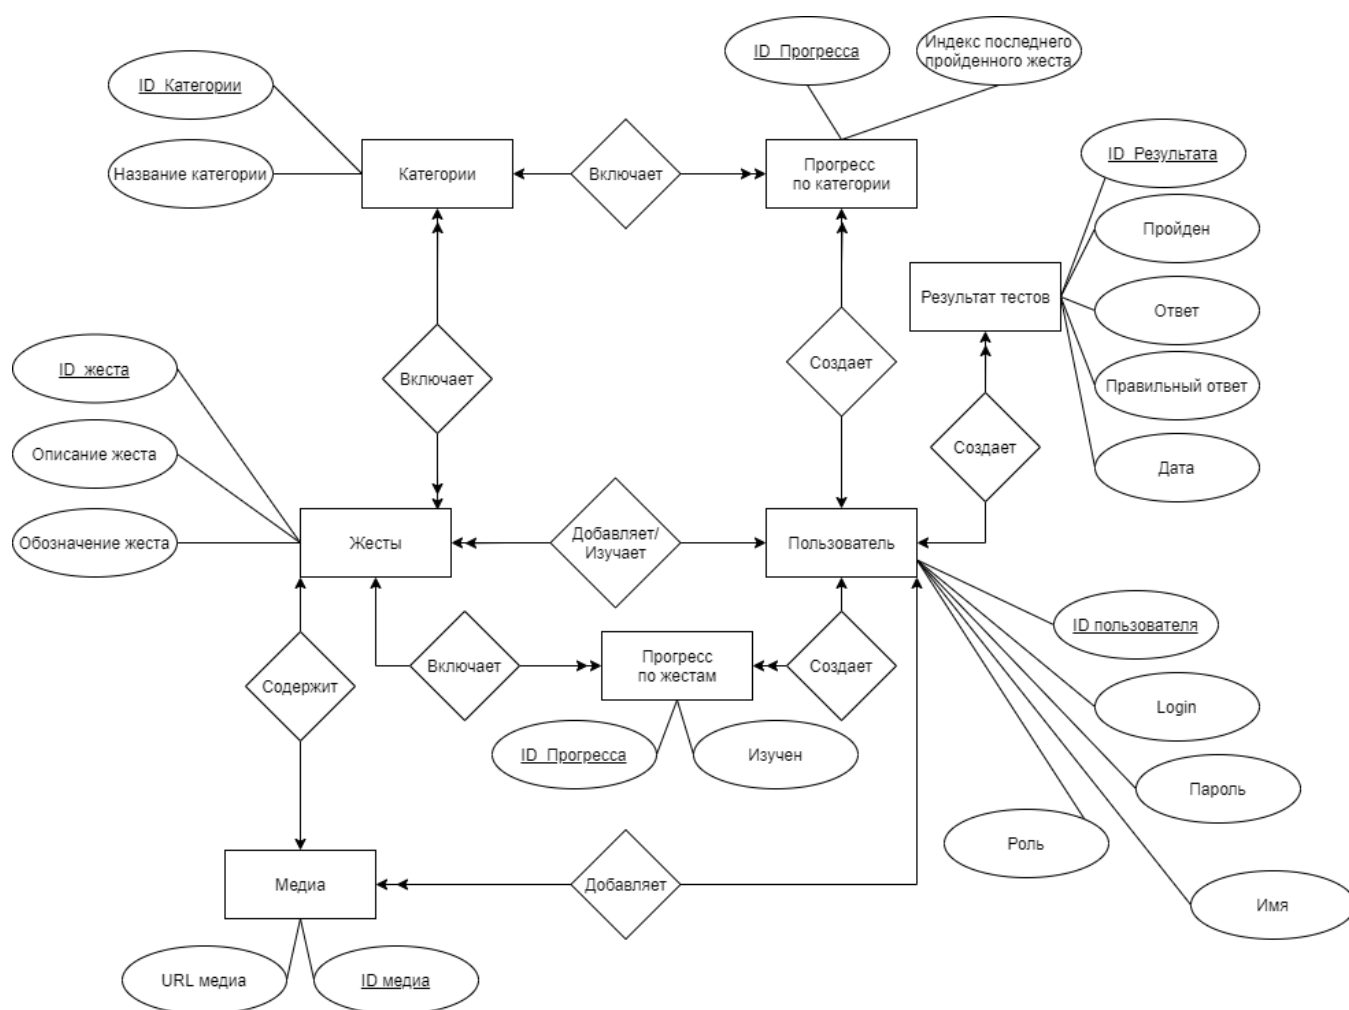 ID_Прогресса
Индекс последнего
пройденного жеста
ID_Категории
ID_Результата
Название категории
Категории
Включает
Прогресс
по категории
Пройден
Результат тестов
Ответ
ID_жеста
Включает
Создает
Правильный ответ
Описание жеста
Создает
Дата
Обозначение жеста
Жесты
Добавляет/
Изучает
Пользователь
ID пользователя
Содержит
Включает
Прогресс
по жестам
Создает
Login
ID_Прогресса
Изучен
Пароль
Роль
Медиа
Добавляет
Имя
URL медиа
ID медиа